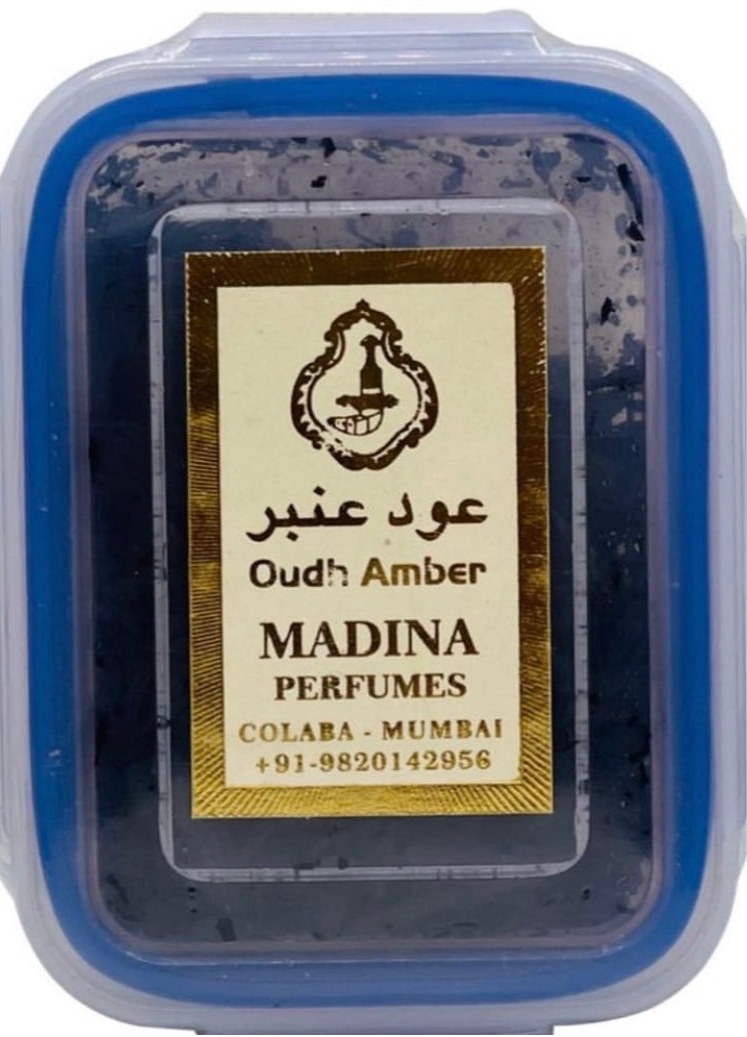 عود عنبر
Oudh Amber
MADINA
PERFUMES
COLABA - MUMBAI
+91-9820142956